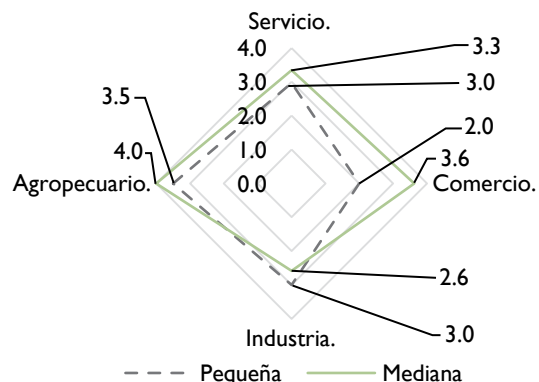 Servicio.
4.0
3.3
3.0
3.0
3.5
2.0
2.0
4.0
1.0
3.6
Agropecuario.
0.0
Comercio.
2.6
3.0
Industria.
Pequeña
Mediana